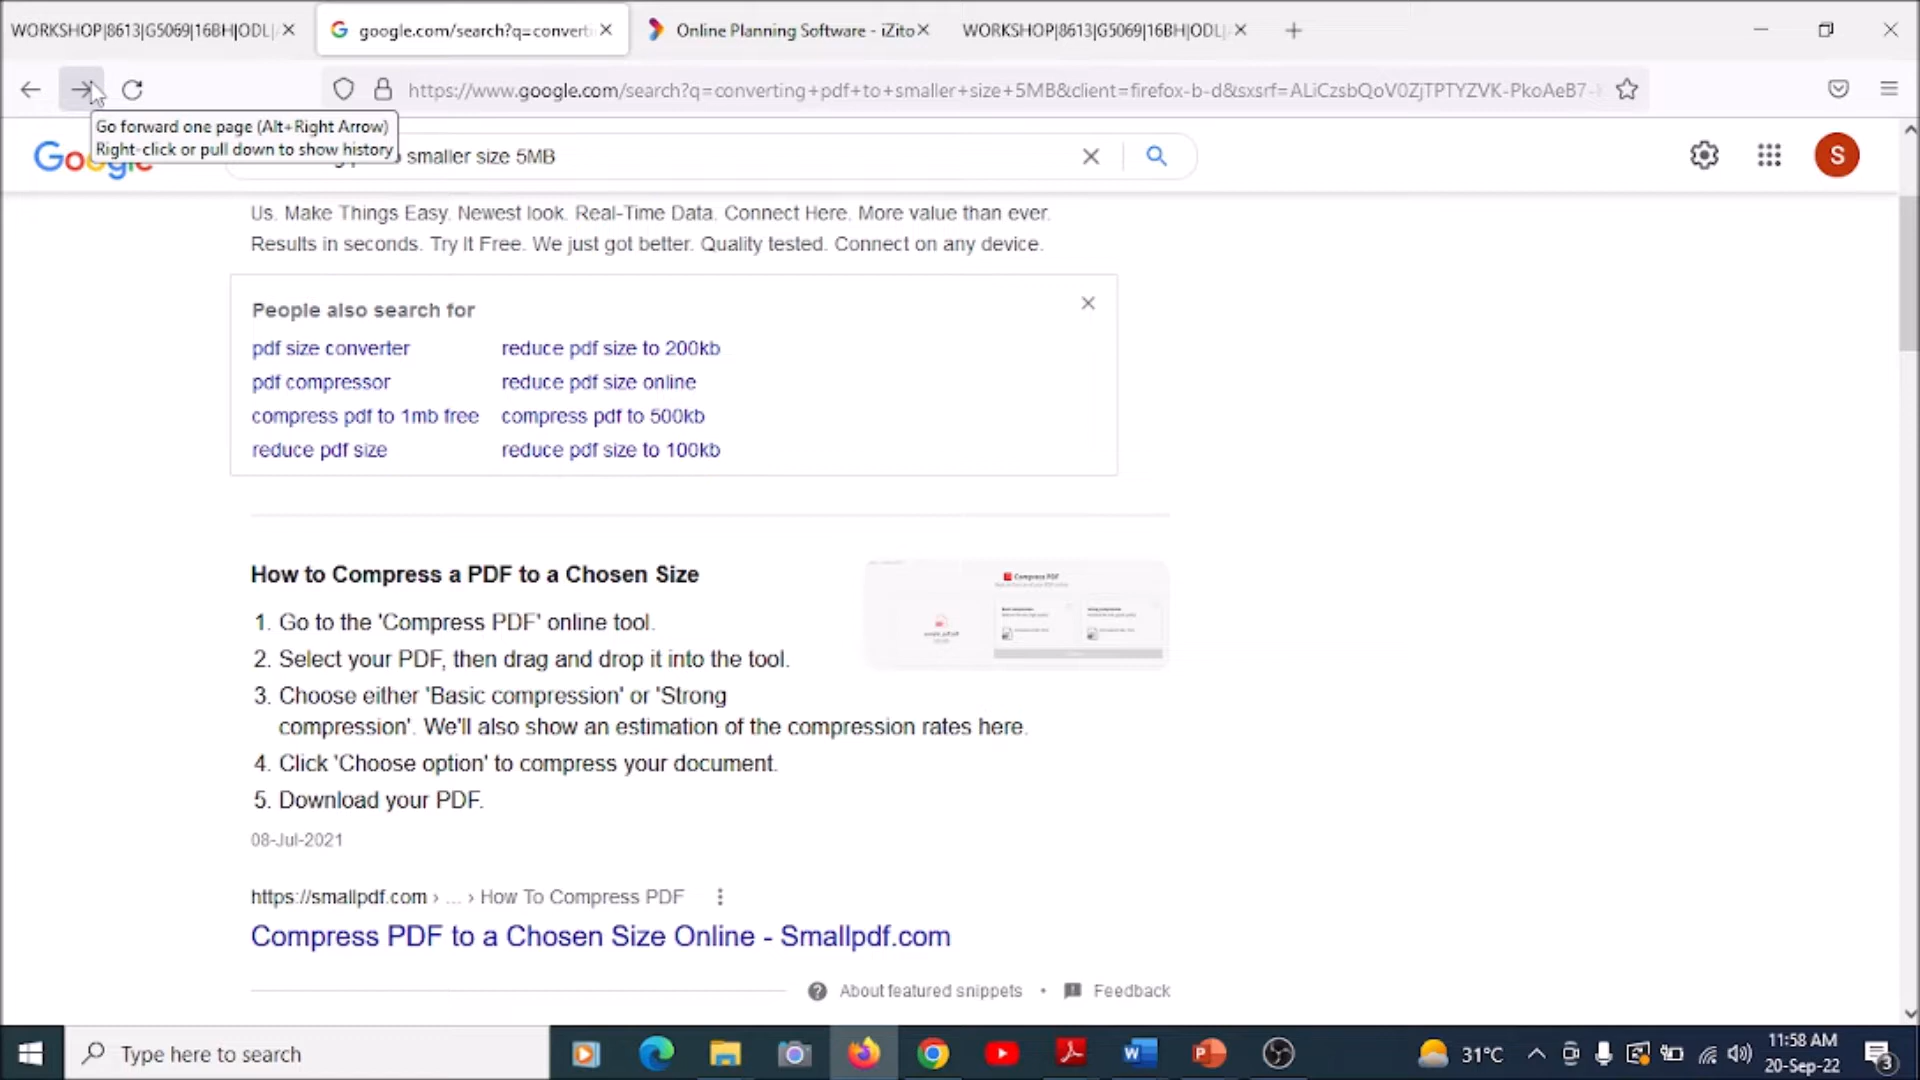 WORKSHOP|8613|G5069|16BH|ODL|
google.com/search?q=converti
Online Planning Software - iZito
WORKSHOP|8613|G5069|16BH|ODL|
https://www.google.com/search?q=converting+pdf+to+smaller+size+5MB&client=firefox-b-d&sxsrf=ALiCzsbQoV0ZjTPTYZVK-PkoAeB7-
Go forward one page (Alt+Right Arrow)
Right-click or pull down to show history
Google
smaller size 5MB
S
Us. Make Things Easy. Newest look. Real-Time Data. Connect Here. More value than ever.
Results in seconds. Try It Free. We just got better. Quality tested. Connect on any device.
People also search for
pdf size converter
reduce pdf size to 200kb
pdf compressor
reduce pdf size online
compress pdf to 1mb free
compress pdf to 500kb
reduce pdf size
reduce pdf size to 100kb
How to Compress a PDF to a Chosen Size
Compress PDF
1. Go to the 'Compress PDF' online tool.
2. Select your PDF, then drag and drop it into the tool.
3. Choose either 'Basic compression' or 'Strong
compression'. We'll also show an estimation of the compression rates here.
4. Click 'Choose option' to compress your document.
5. Download your PDF.
08-Jul-2021
https://smallpdf.com › ... › How To Compress PDF
Compress PDF to a Chosen Size Online - Smallpdf.com
About featured snippets • Feedback
Type here to search
31°C
11:58 AM
20-Sep-22
3